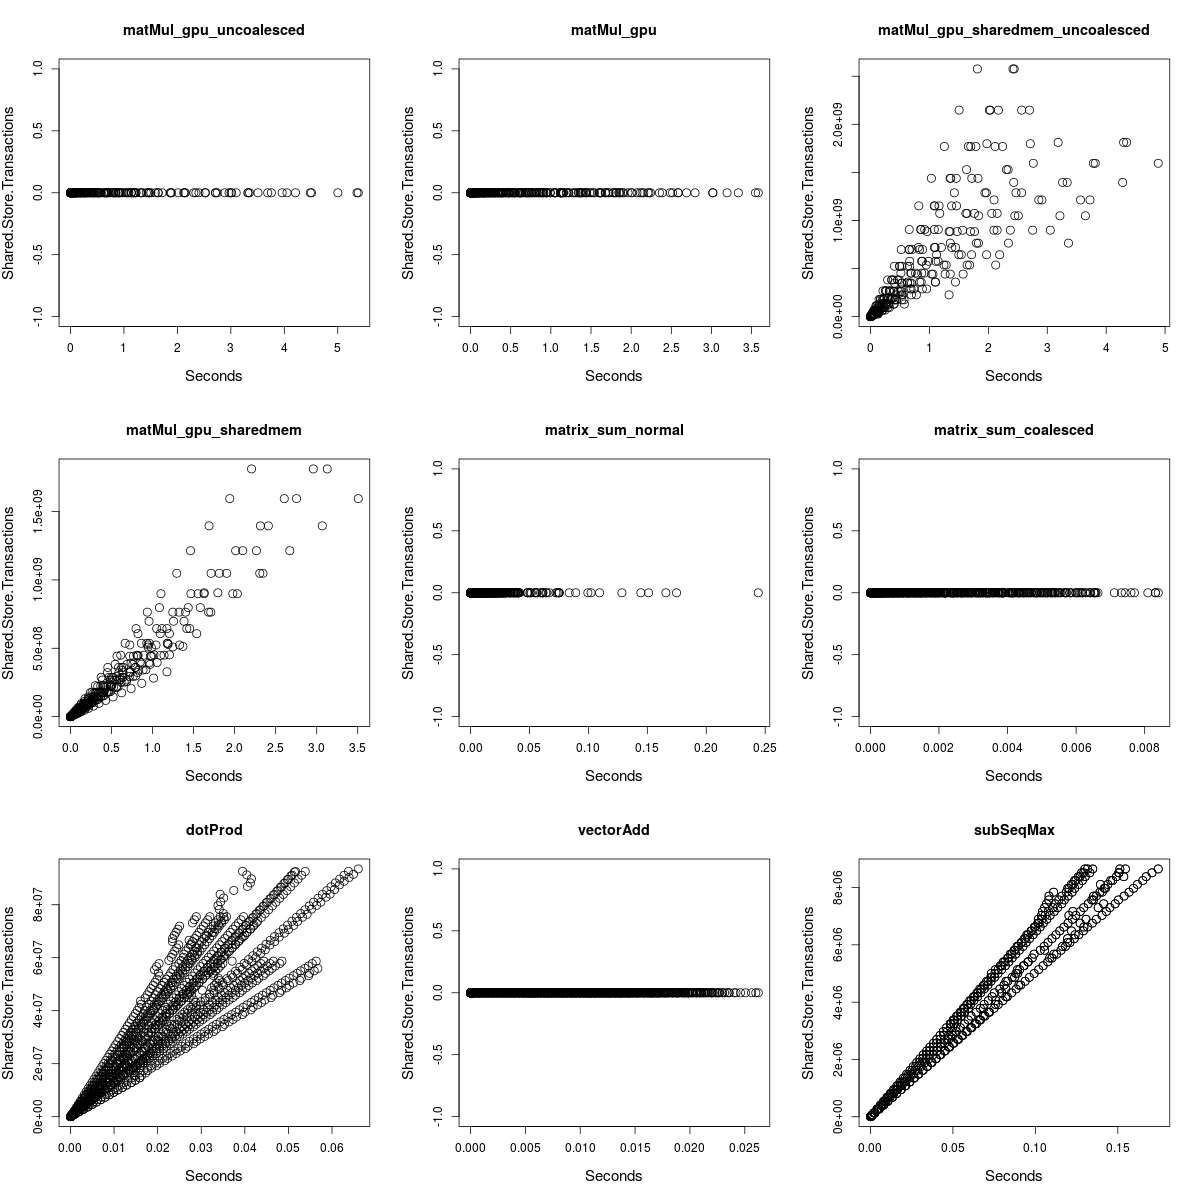 matMul_gpu_uncoalesced
Shared.Store.Transactions
1.0
0.5
0.0
-0.5
-1.0
0 1 2 3 4 5
Seconds
matMul_gpu
Shared.Store.Transactions
1.0
0.5
0.0
-0.5
-1.0
0.0 0.5 1.0 1.5 2.0 2.5 3.0 3.5
Seconds
matMul_gpu_sharedmem_uncoalesced
Shared.Store.Transactions
2.0e+09
1.0e+09
0.0e+00
0 1 2 3 4 5
Seconds
matMul_gpu_sharedmem
Shared.Store.Transactions
1.5e+09
1.0e+09
5.0e+08
0.0e+00
0.0 0.5 1.0 1.5 2.0 2.5 3.0 3.5
Seconds
matrix_sum_normal
Shared.Store.Transactions
1.0
0.5
0.0
-0.5
-1.0
0.00 0.05 0.10 0.15 0.20 0.25
Seconds
matrix_sum_coalesced
Shared.Store.Transactions
1.0
0.5
0.0
-0.5
-1.0
0.000 0.002 0.004 0.006 0.008
Seconds
dotProd
Shared.Store.Transactions
8e+07
6e+07
4e+07
2e+07
0e+00
0.00 0.01 0.02 0.03 0.04 0.05 0.06
Seconds
vectorAdd
Shared.Store.Transactions
1.0
0.5
0.0
-0.5
-1.0
0.000 0.005 0.010 0.015 0.020 0.025
Seconds
subSeqMax
Shared.Store.Transactions
8e+06
6e+06
4e+06
2e+06
0e+00
0.00 0.05 0.10 0.15
Seconds